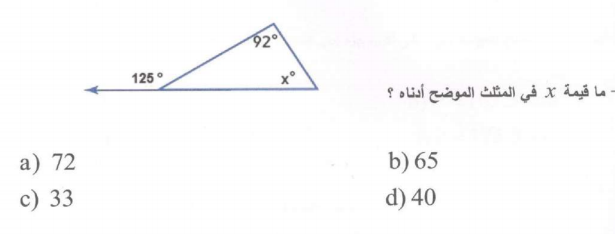 92°
125°
x°
- ما قيمة x في المثلث الموضح أدناه ؟
a) 72
b) 65
c) 33
d) 40